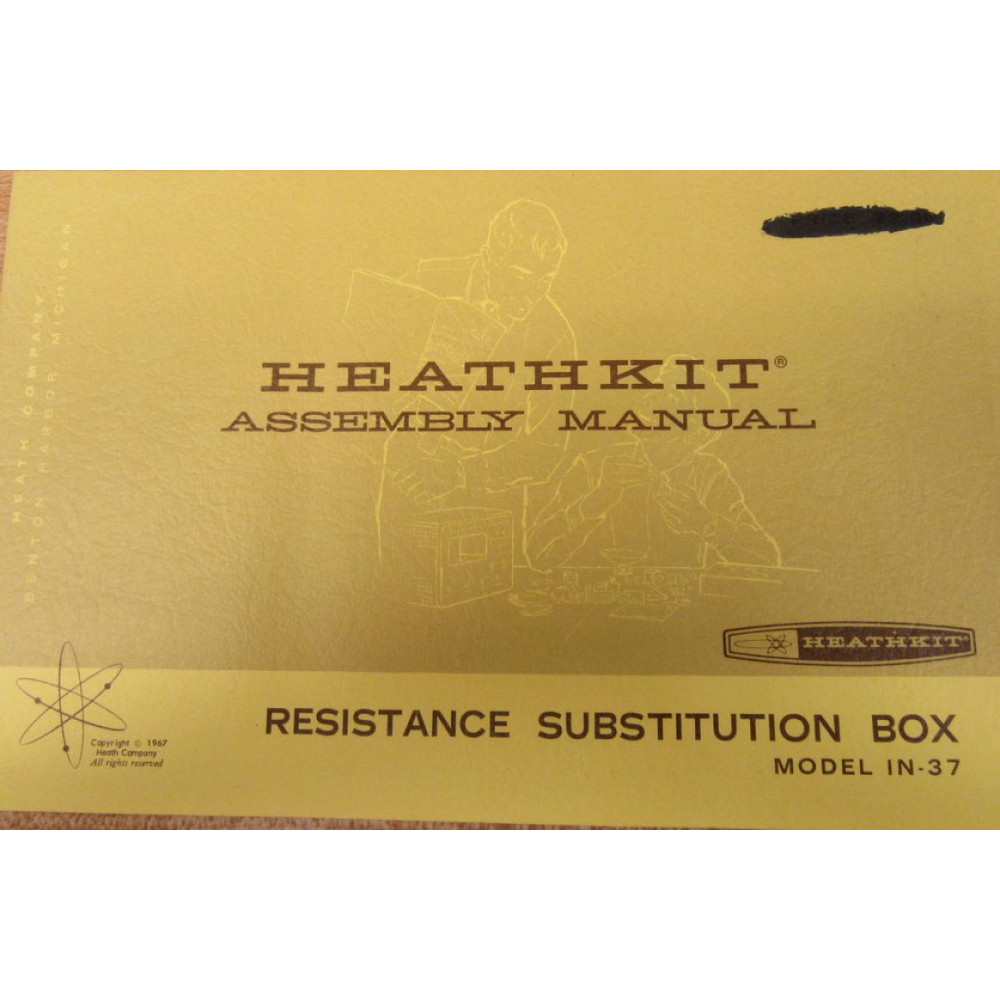 HEATH COMPANY
BENTON HARBOR, MICHIGAN
HEATHKIT®
ASSEMBLY MANUAL
HEATHKIT
RESISTANCE SUBSTITUTION BOX
MODEL IN-37
Copyright © 1967
Heath Company
All rights reserved